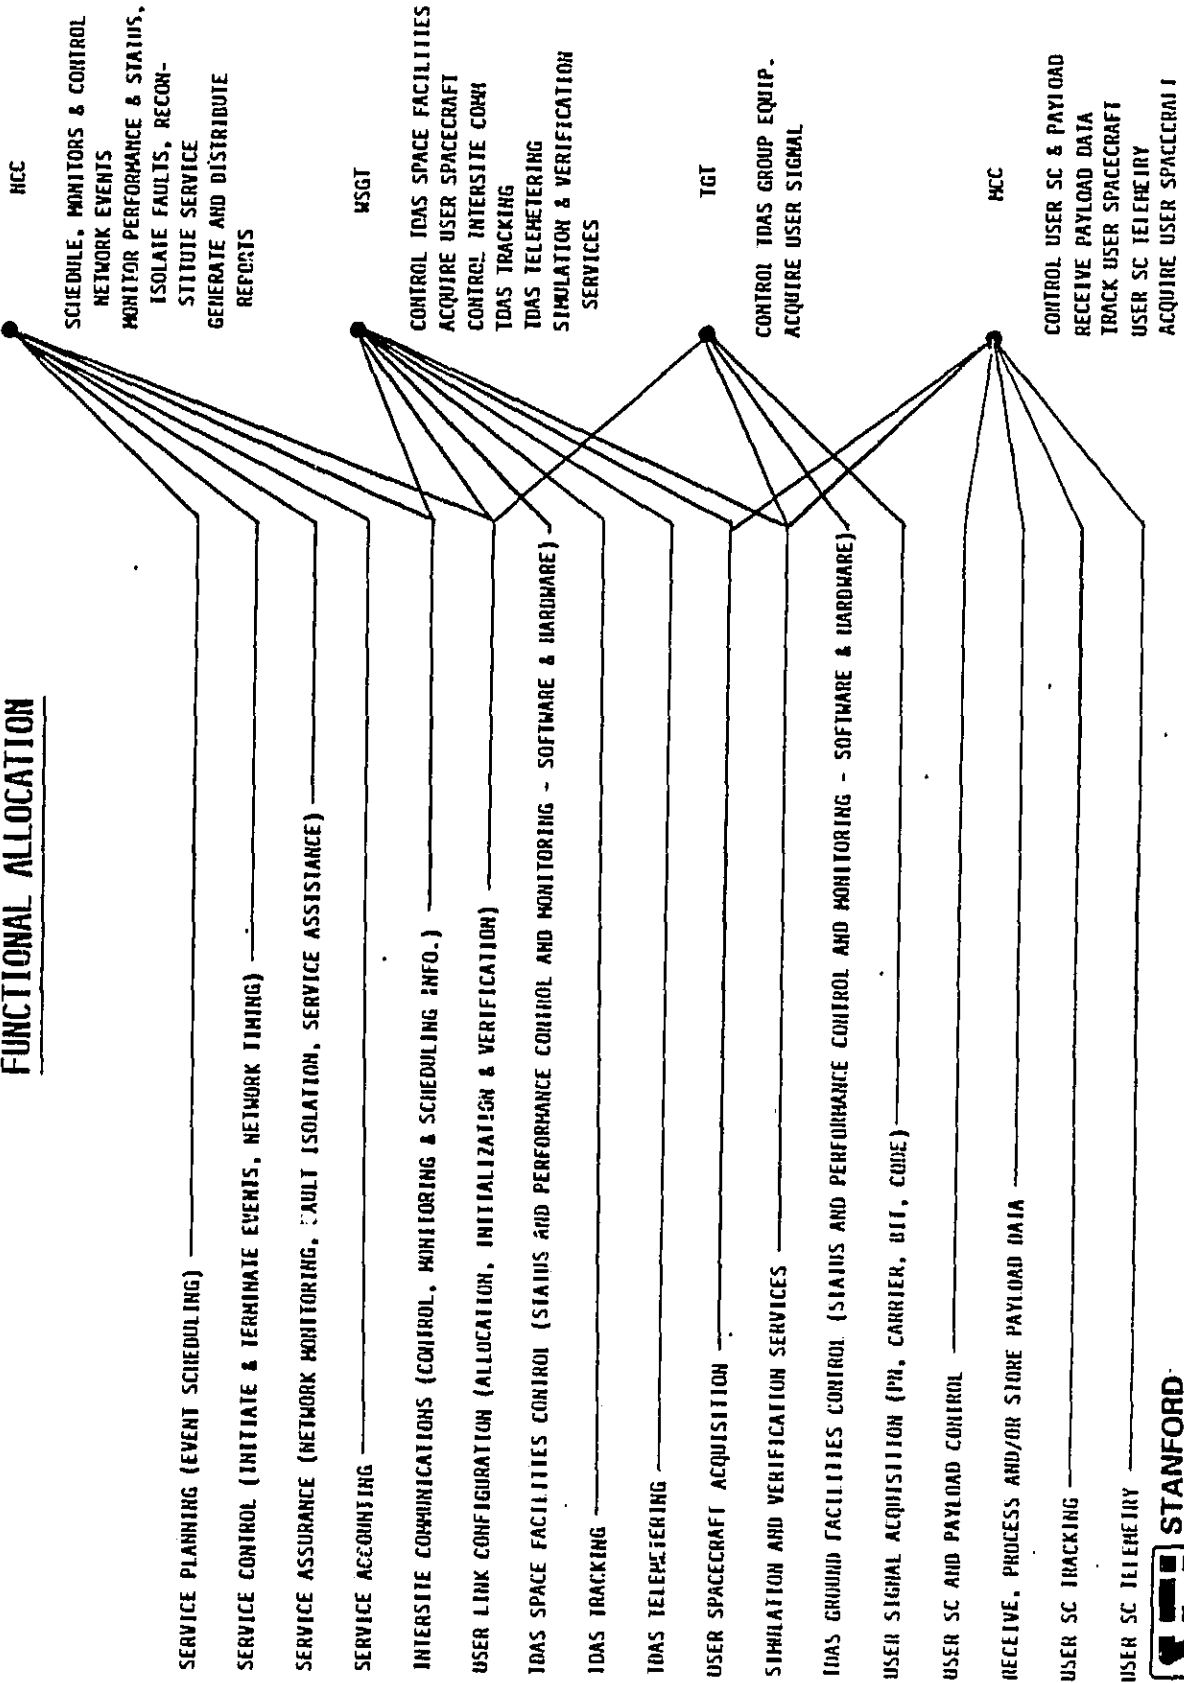 FUNCTIONAL ALLOCATION
SERVICE PLANNING (EVENT SCHEDULING)
SERVICE CONTROL (INITIATE & TERMINATE EVENTS, NETWORK TIMING)
SERVICE ASSURANCE (NETWORK MONITORING, FAULT ISOLATION, SERVICE ASSISTANCE)
SERVICE ACCOUNTING
INTERSITE COMMUNICATIONS (CONTROL, MONITORING & SCHEDULING INFO.)
USER LINK CONFIGURATION (ALLOCATION, INITIALIZATION & VERIFICATION)
TDAS SPACE FACILITIES CONTROL (STATUS AND PERFORMANCE CONTROL AND MONITORING - SOFTWARE & HARDWARE)
TDAS TRACKING
TDAS TELEMETERING
USER SPACECRAFT ACQUISITION
SIMULATION AND VERIFICATION SERVICES
TDAS GROUND FACILITIES CONTROL (STATUS AND PERFORMANCE CONTROL AND MONITORING - SOFTWARE & HARDWARE)
USER SIGNAL ACQUISITION (PN, CARRIER, BIT, CODE)
USER SC AND PAYLOAD CONTROL
RECEIVE, PROCESS AND/OR STORE PAYLOAD DATA
USER SC TRACKING
USER SC TELEMETRY
NCC
SCHEDULE, MONITORS & CONTROL
NETWORK EVENTS
MONITOR PERFORMANCE & STATUS,
ISOLATE FAULTS, RECON-
STITUTE SERVICE
GENERATE AND DISTRIBUTE
REPORTS
WSGT
CONTROL TDAS SPACE FACILITIES
ACQUIRE USER SPACECRAFT
CONTROL INTERSITE COMM
TDAS TRACKING
TDAS TELEMETERING
SIMULATION & VERIFICATION
SERVICES
TGT
CONTROL TDAS GROUP EQUIP.
ACQUIRE USER SIGNAL
MCC
CONTROL USER SC & PAYLOAD
RECEIVE PAYLOAD DATA
TRACK USER SPACECRAFT
USER SC TELEMETRY
ACQUIRE USER SPACECRAFT
STANFORD